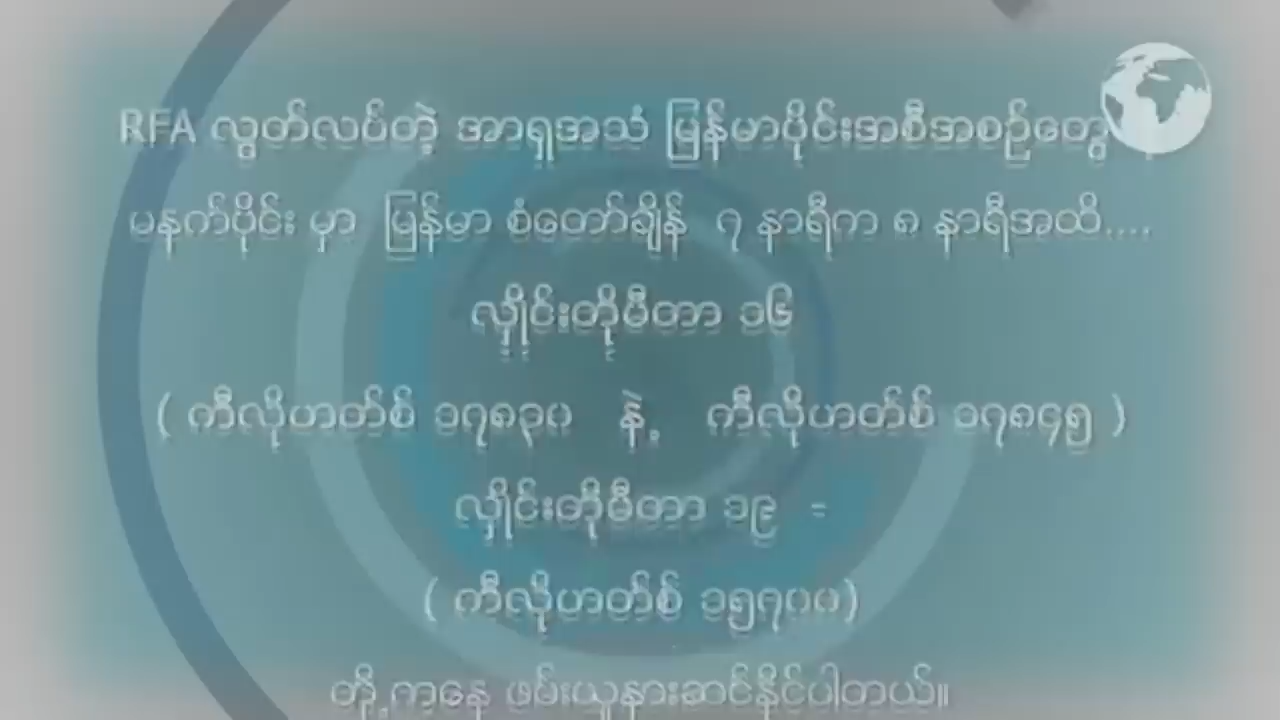 RFA လွတ်လပ်တဲ့ အာရှအသံ မြန်မာပိုင်းအစီအစဉ်တွေ
မနက်ပိုင်း မှာ မြန်မာ စံတော်ချိန် ၇ နာရီက ၈ နာရီအထိ....
လှိုင်းတိုမီတာ ၁၆
( ကီလိုဟတ်စ် ၁၇၈၃၀ နဲ့ ကီလိုဟတ်စ် ၁၇၈၄၅ )
လှိုင်းတိုမီတာ ၁၉ =
( ကီလိုဟတ်စ် ၁၅၇၀၀)
တို့ကနေ ဖမ်းယူနားဆင်နိုင်ပါတယ်။